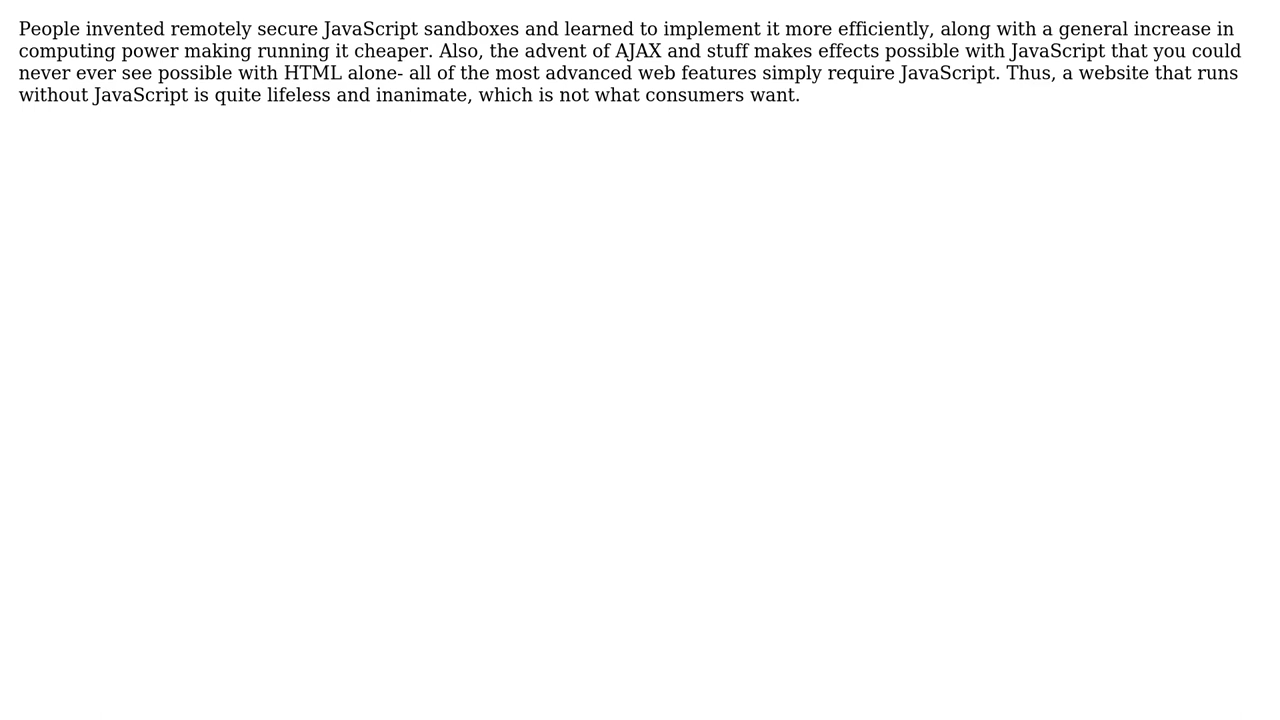 People invented remotely secure JavaScript sandboxes and learned to implement it more efficiently, along with a general increase in
computing power making running it cheaper. Also, the advent of AJAX and stuff makes effects possible with JavaScript that you could
never ever see possible with HTML alone- all of the most advanced web features simply require JavaScript. Thus, a website that runs
without JavaScript is quite lifeless and inanimate, which is not what consumers want.